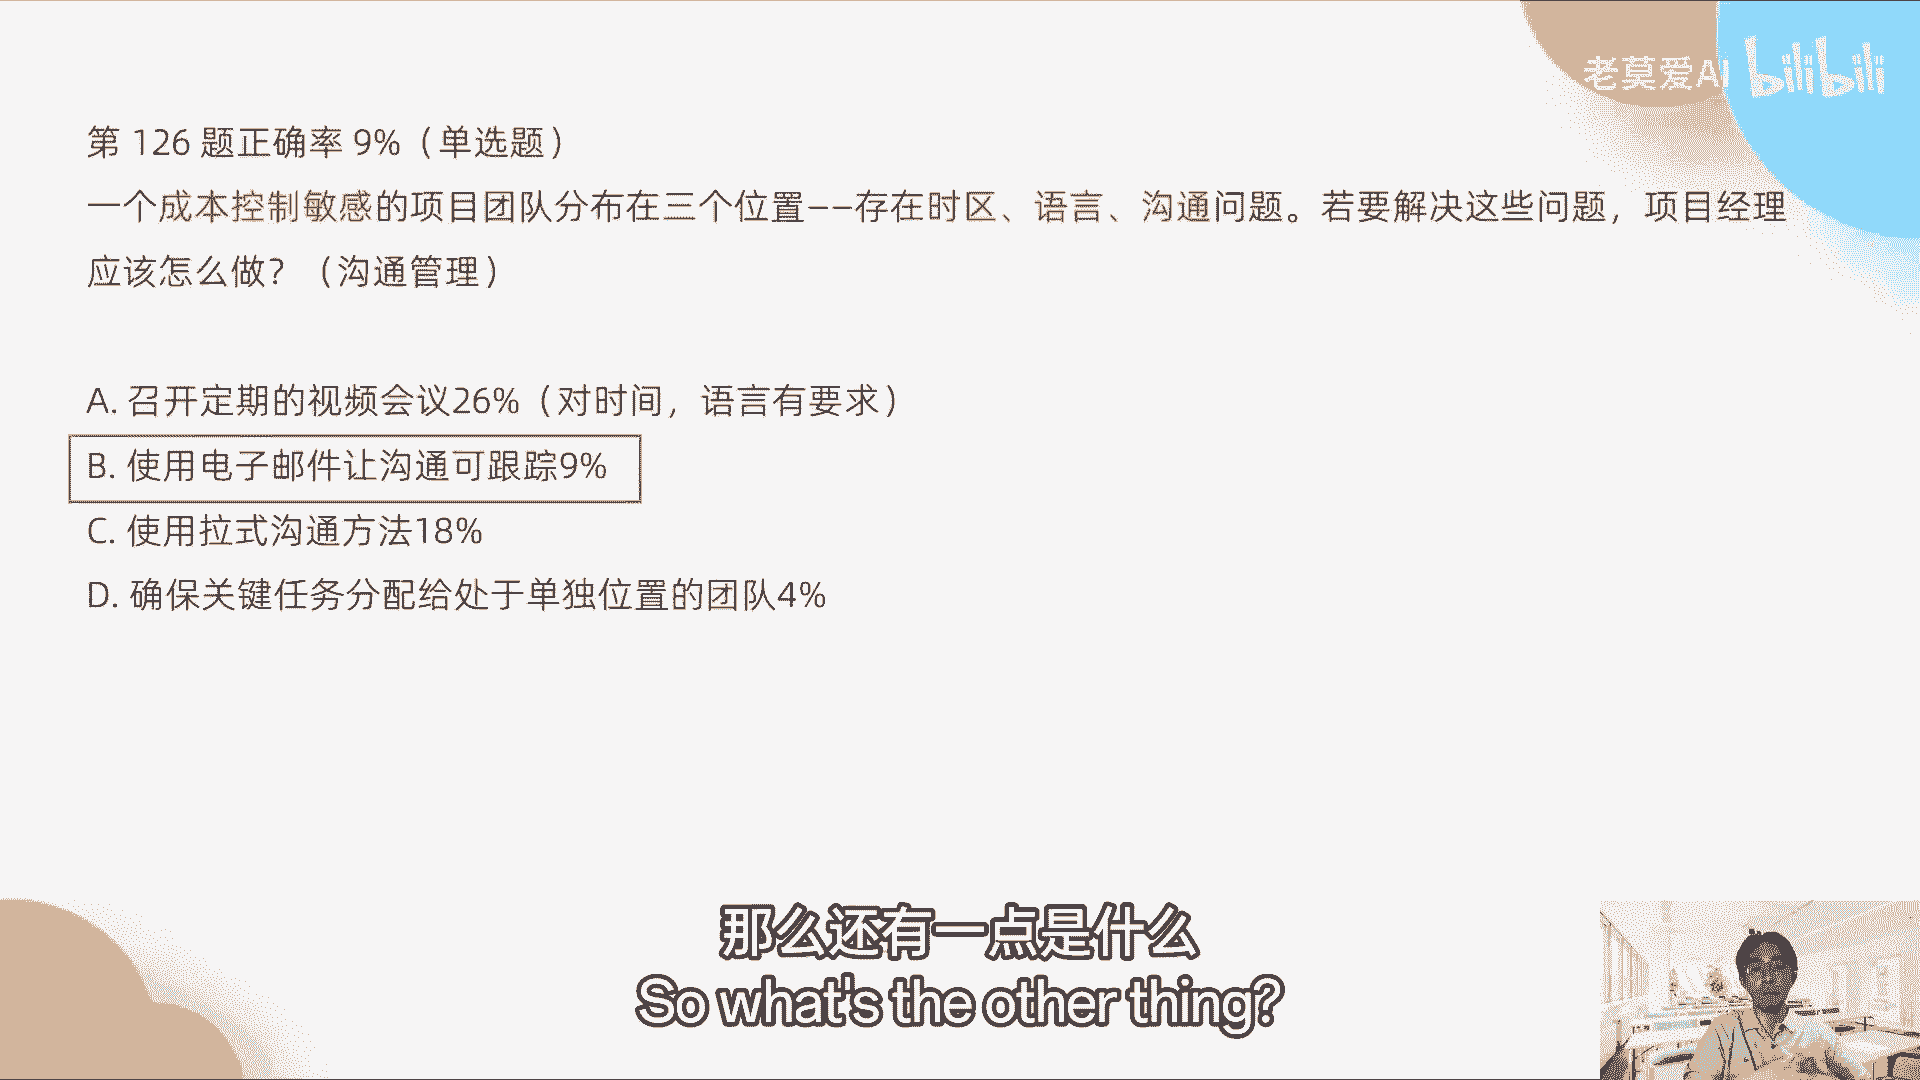 老莫爱AI bilibili
第 126 题正确率 9%（单选题）
一个成本控制敏感的项目团队分布在三个位置——存在时区、语言、沟通问题。若要解决这些问题，项目经理
应该怎么做？（沟通管理）
A. 召开定期的视频会议26%（对时间，语言有要求）
B. 使用电子邮件让沟通可跟踪9%
C. 使用拉式沟通方法18%
D. 确保关键任务分配给处于单独位置的团队4%
那么还有一点是什么
So what's the other thing?